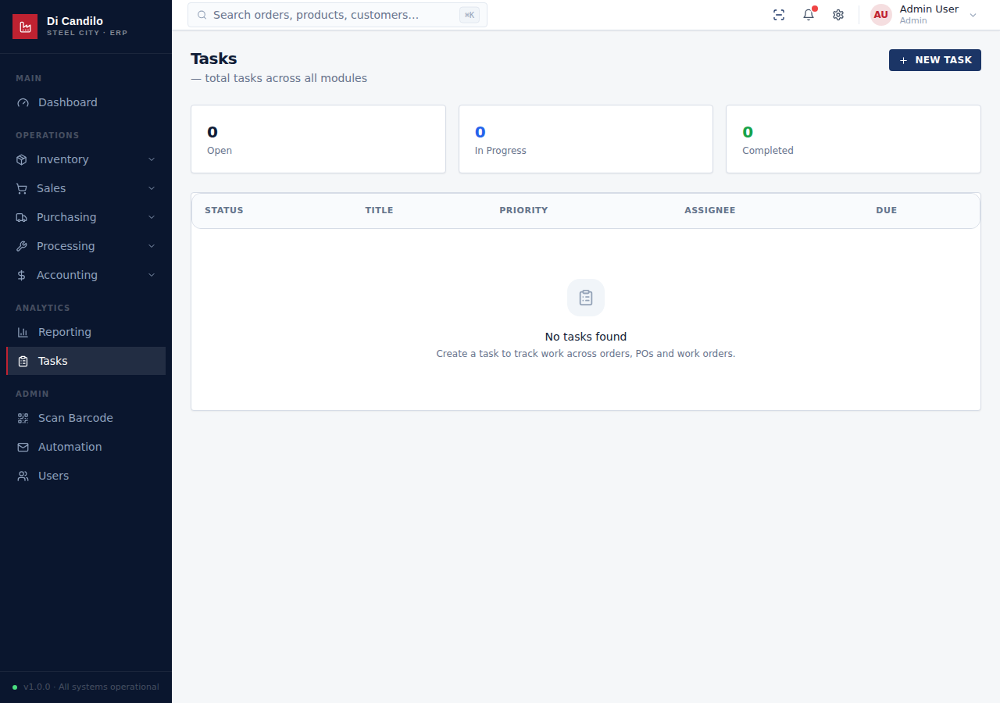 Di Candilo
STEEL CITY · ERP
MAIN
Dashboard
OPERATIONS
Inventory
Sales
Purchasing
Processing
Accounting
ANALYTICS
Reporting
Tasks
ADMIN
Scan Barcode
Automation
Users
v1.0.0 · All systems operational
Search orders, products, customers...
⌘K
AU
Admin User
Admin
Tasks
— total tasks across all modules
NEW TASK
0
Open
0
In Progress
0
Completed
STATUS TITLE PRIORITY ASSIGNEE DUE
No tasks found
Create a task to track work across orders, POs and work orders.